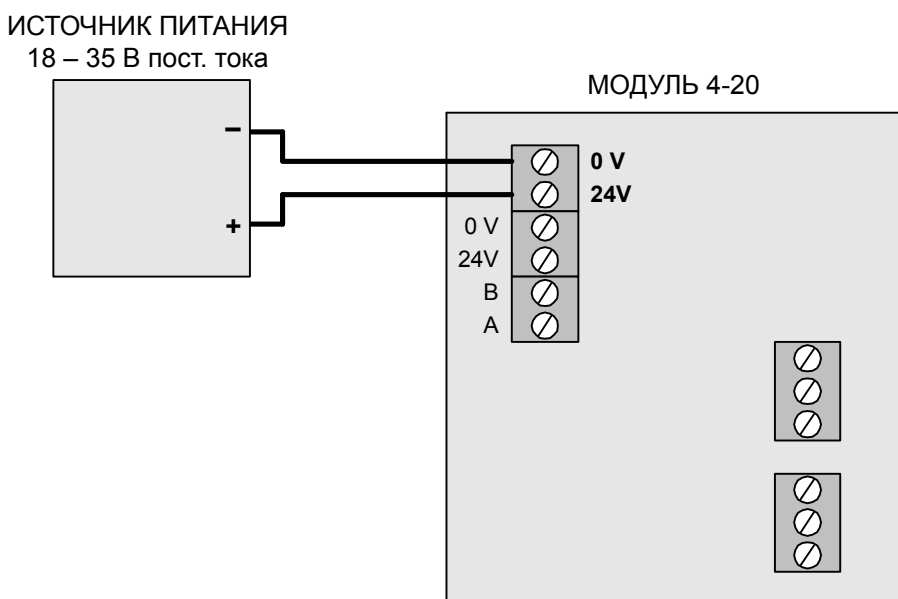 ИСТОЧНИК ПИТАНИЯ
18 – 35 В пост. тока
МОДУЛЬ 4-20
–
+
0 V
24V
0 V
24V
B
A